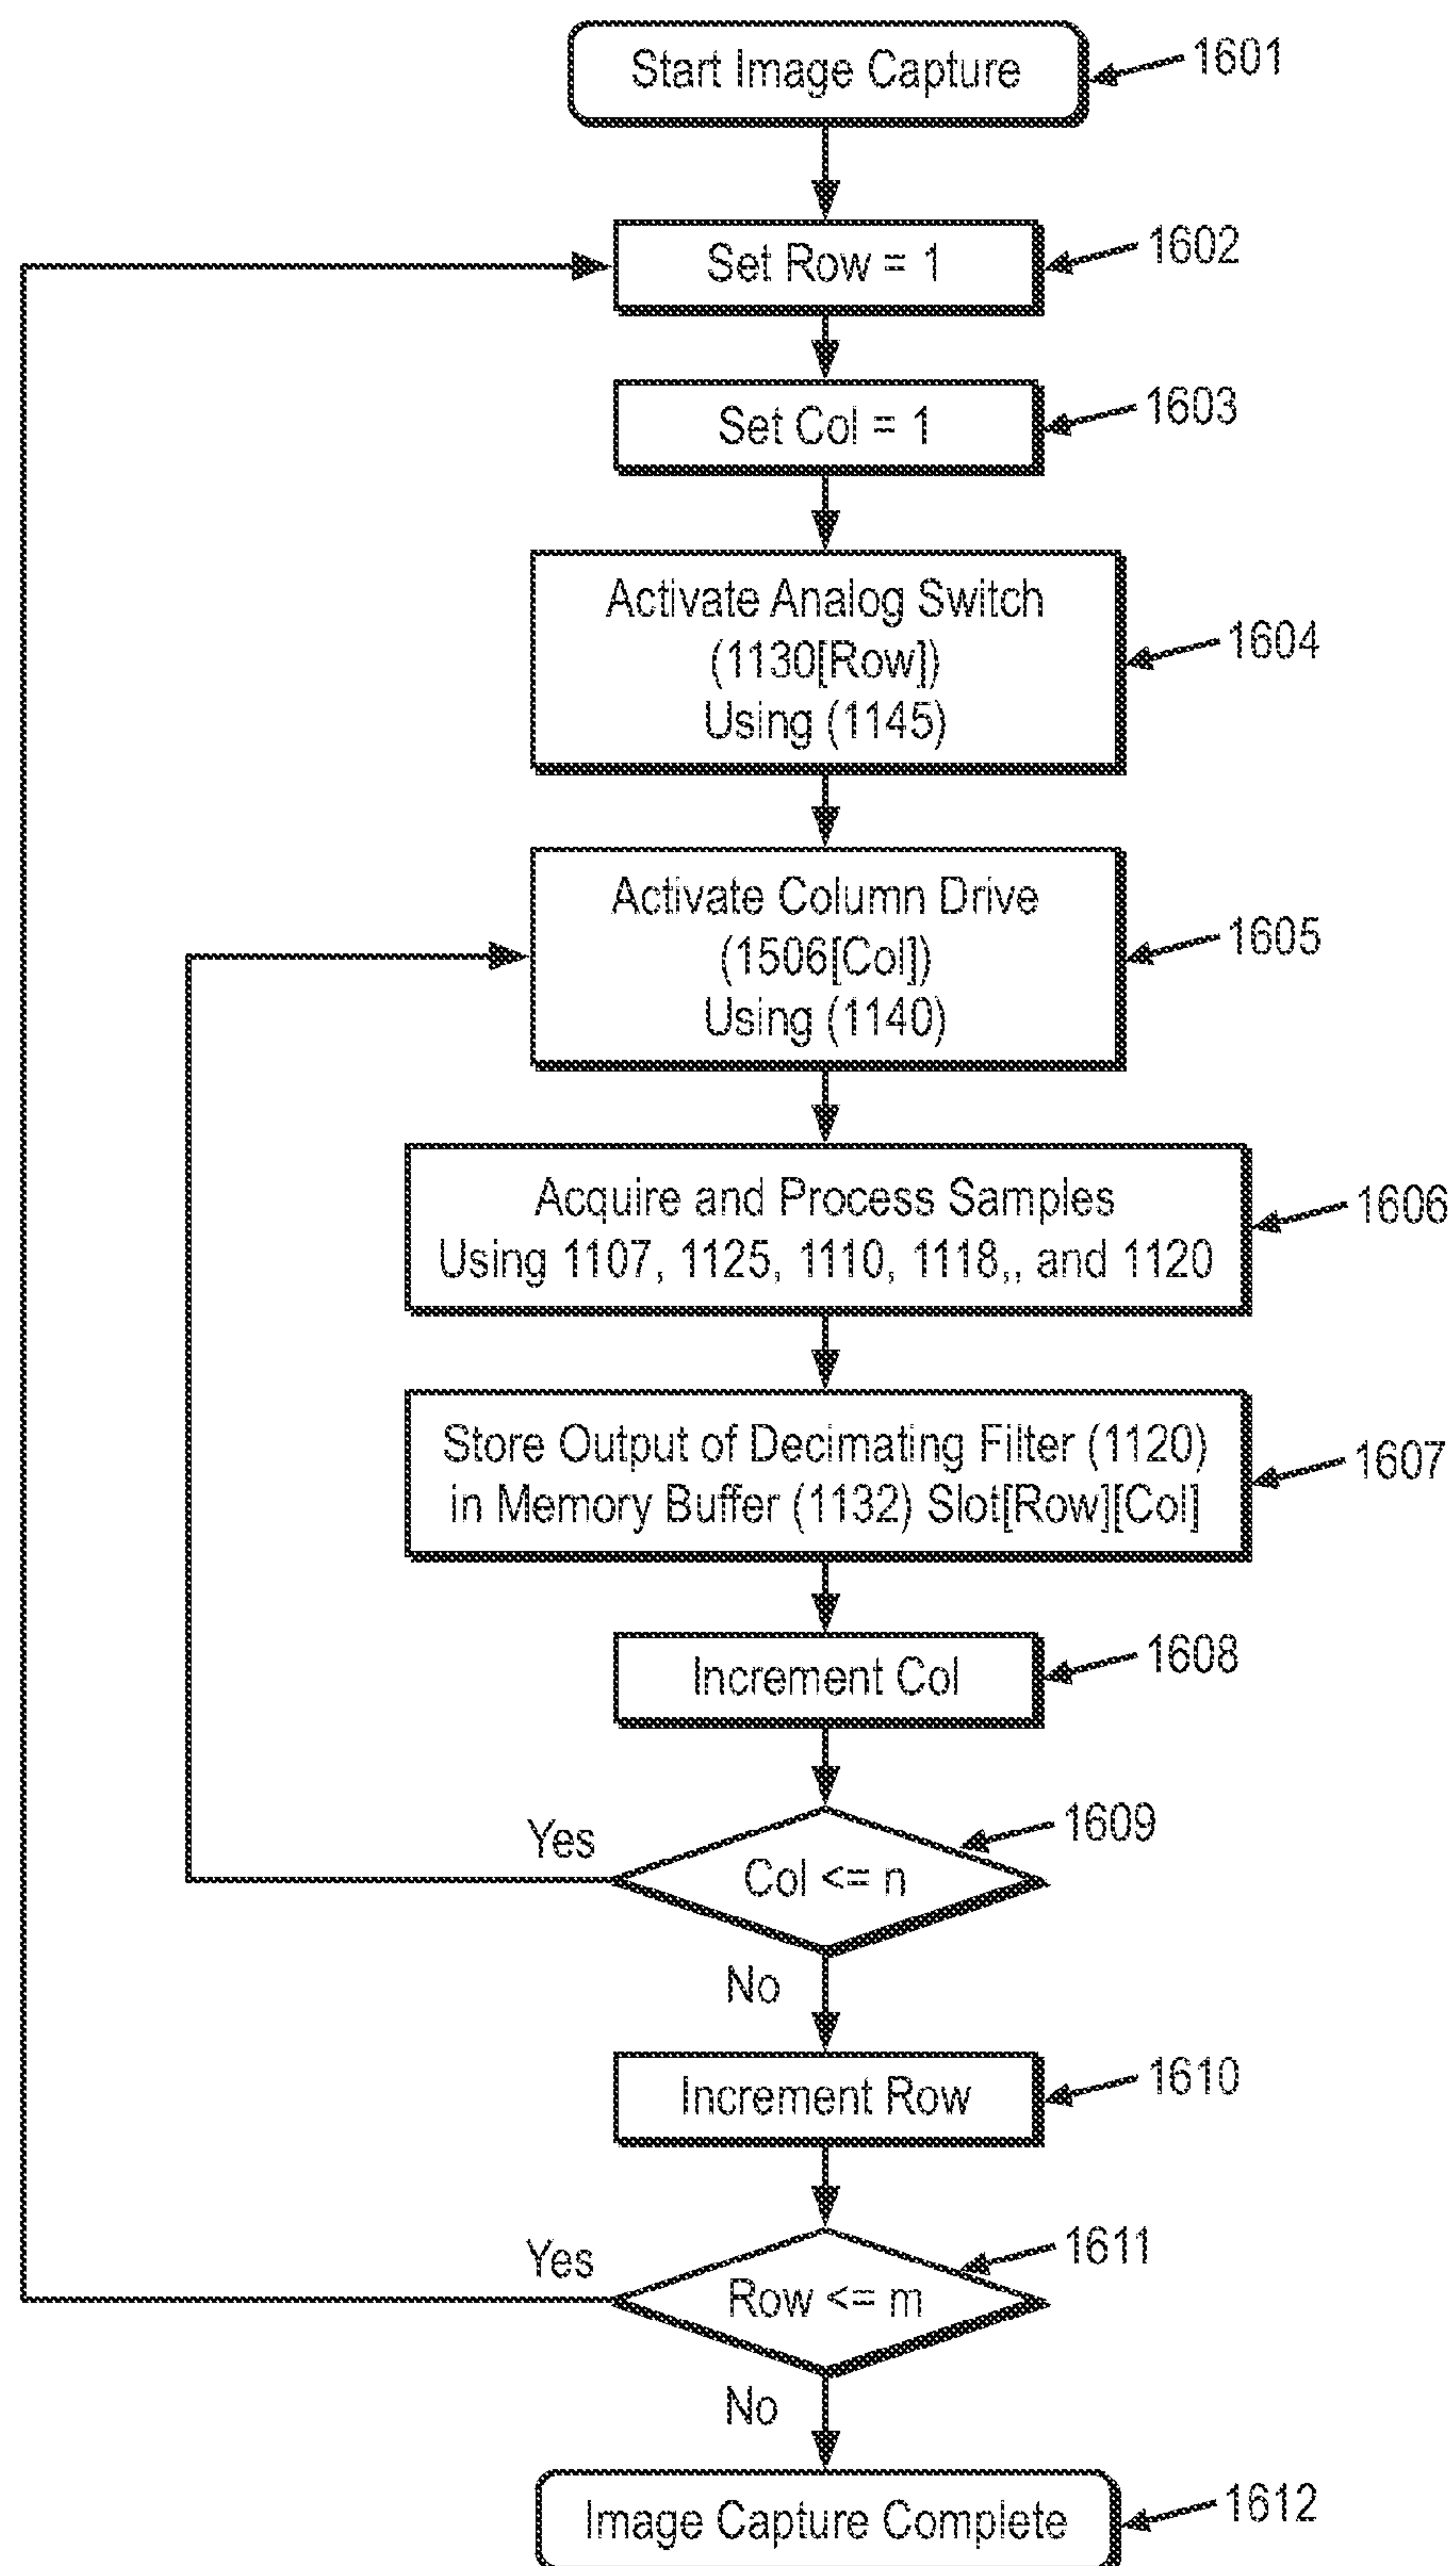 Start Image Capture
1601
Set Row = 1
1602
Set Col = 1
1603
Activate Analog Switch
(1130[Row])
Using (1145)
1604
Activate Column Drive
(1506[Col])
Using (1140)
1605
Acquire and Process Samples
Using 1107, 1125, 1110, 1118,, and 1120
1606
Store Output of Decimating Filter (1120)
in Memory Buffer (1132) Slot[Row][Col]
1607
Increment Col
1608
Yes
Col <= n
1609
No
Increment Row
1610
Yes
Row <= m
1611
No
Image Capture Complete
1612